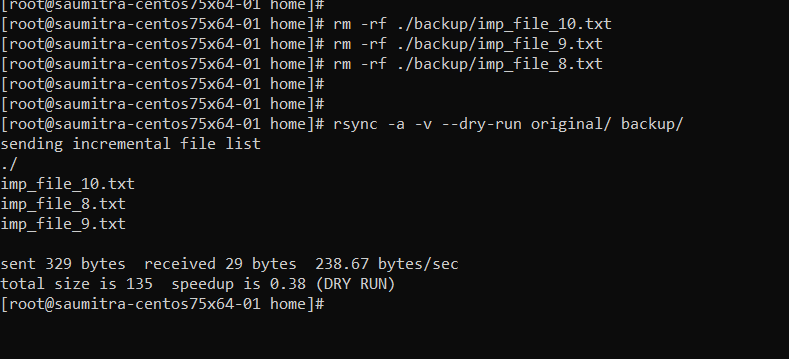 [root@saumitra-centos75x64-01 home]#
[root@saumitra-centos75x64-01 home]# rm -rf ./backup/imp_file_10.txt
[root@saumitra-centos75x64-01 home]# rm -rf ./backup/imp_file_9.txt
[root@saumitra-centos75x64-01 home]# rm -rf ./backup/imp_file_8.txt
[root@saumitra-centos75x64-01 home]#
[root@saumitra-centos75x64-01 home]#
[root@saumitra-centos75x64-01 home]# rsync -a -v --dry-run original/ backup/
sending incremental file list
./
imp_file_10.txt
imp_file_8.txt
imp_file_9.txt
sent 329 bytes  received 29 bytes  238.67 bytes/sec
total size is 135  speedup is 0.38 (DRY RUN)
[root@saumitra-centos75x64-01 home]#